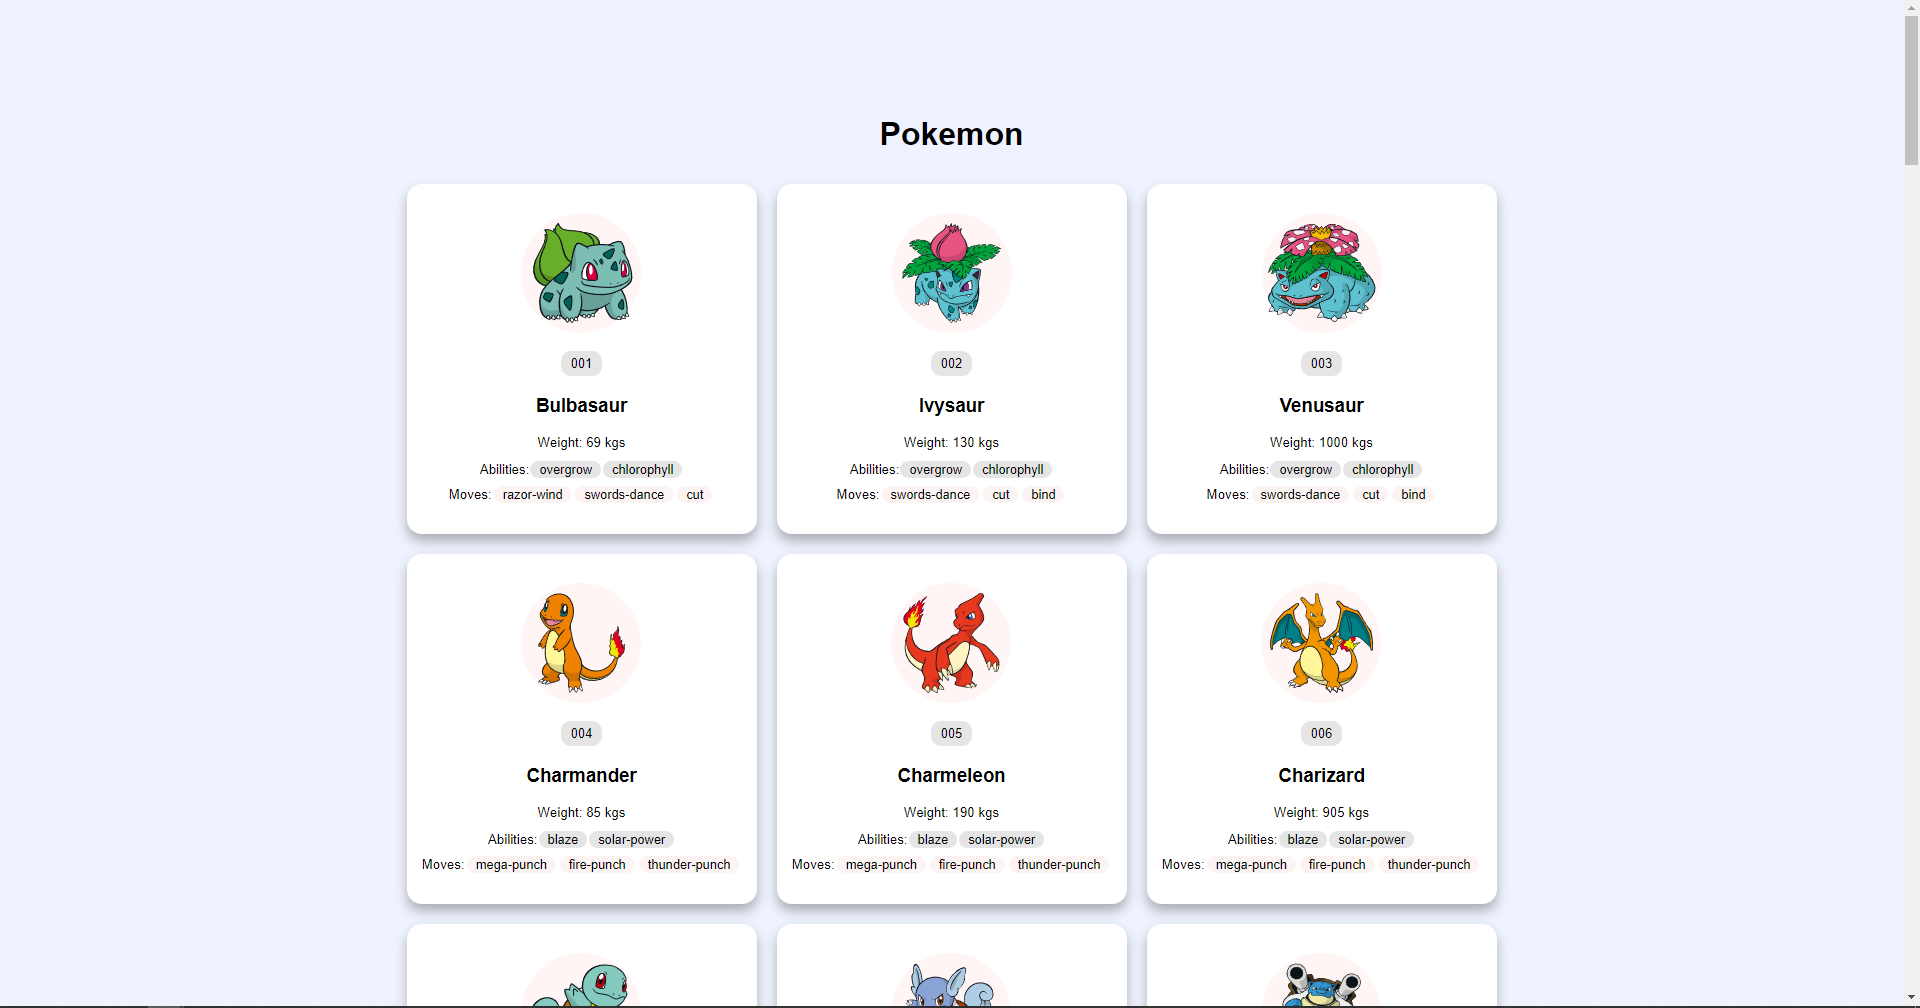 Pokemon
001
Bulbasaur
Weight: 69 kgs
Abilities: overgrow chlorophyll
Moves: razor-wind swords-dance cut
002
Ivysaur
Weight: 130 kgs
Abilities: overgrow chlorophyll
Moves: swords-dance cut bind
003
Venusaur
Weight: 1000 kgs
Abilities: overgrow chlorophyll
Moves: swords-dance cut bind
004
Charmander
Weight: 85 kgs
Abilities: blaze solar-power
Moves: mega-punch fire-punch thunder-punch
005
Charmeleon
Weight: 190 kgs
Abilities: blaze solar-power
Moves: mega-punch fire-punch thunder-punch
006
Charizard
Weight: 905 kgs
Abilities: blaze solar-power
Moves: mega-punch fire-punch thunder-punch